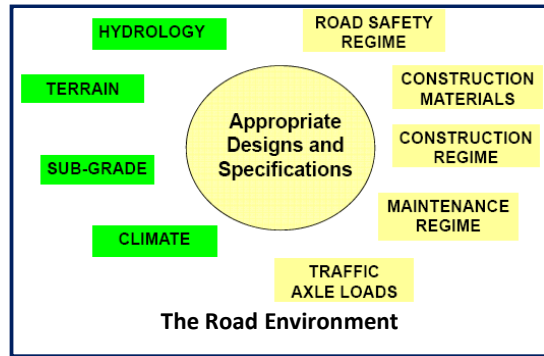 HYDROLOGY
ROAD SAFETY
REGIME
TERRAIN
CONSTRUCTION
MATERIALS
Appropriate
Designs and
Specifications
CONSTRUCTION
REGIME
SUB-GRADE
MAINTENANCE
REGIME
CLIMATE
TRAFFIC
AXLE LOADS
The Road Environment